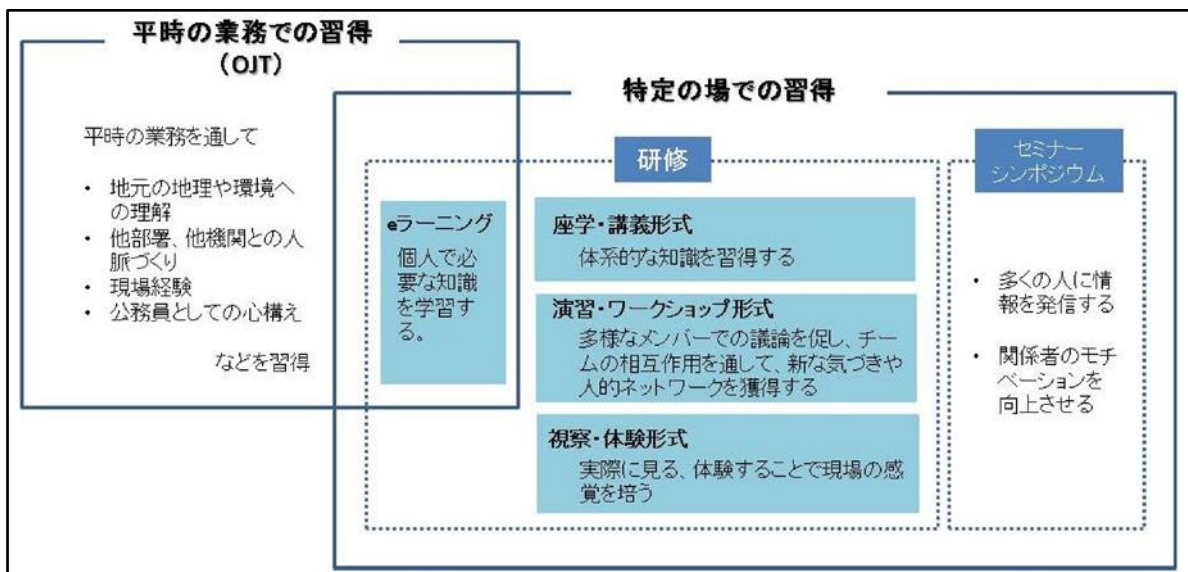 平時の業務での習得
（OJT）
平時の業務を通して
・ 地元の地理や環境へ
の理解
・ 他部署、他機関との人
脈づくり
・ 現場経験
・ 公務員としての心構え
などを習得
特定の場での習得
研修
eラーニング
個人で必
要な知識
を学習す
る。
座学・講義形式
体系的な知識を習得する
演習・ワークショップ形式
多様なメンバーでの議論を促し、チー
ムの相互作用を通して、新な気づきや
人的ネットワークを獲得する
視察・体験形式
実際に見る、体験することで現場の感
覚を培う
セミナー
シンポジウム
・ 多くの人に情
報を発信する
・ 関係者のモチ
ベーションを
向上させる